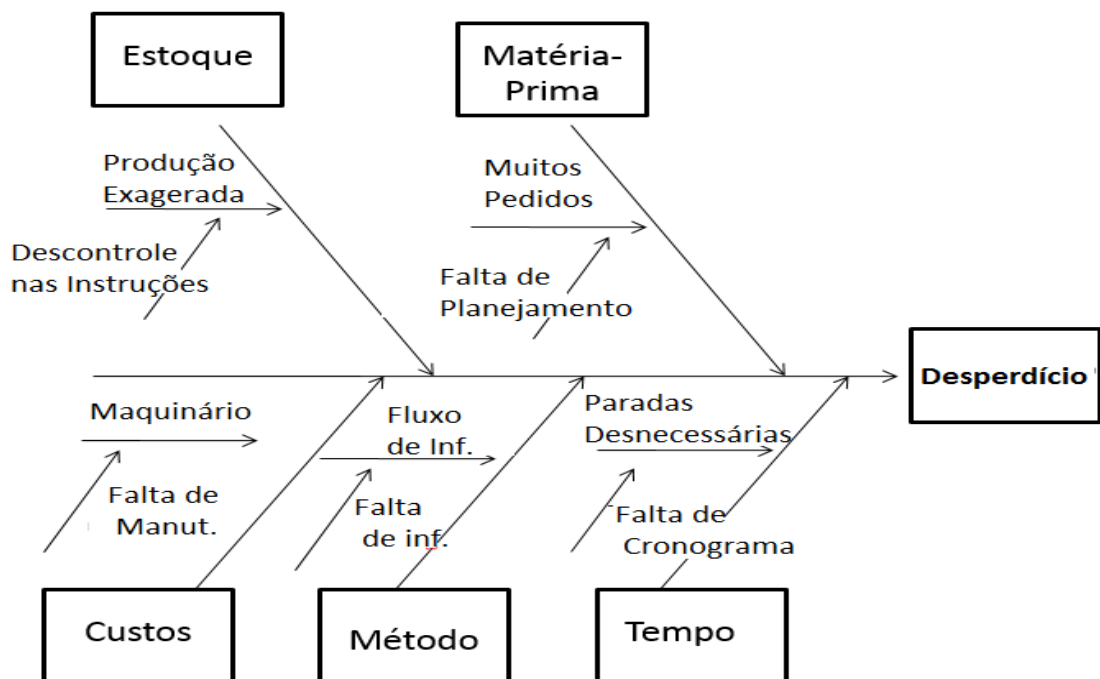 Estoque
Matéria-
Prima
Produção
Exagerada
Muitos
Pedidos
Descontrole
nas Instruções
Falta de
Planejamento
Desperdício
Maquinário
Fluxo
de Inf.
Paradas
Desnecessárias
Falta de
Manut.
Falta
de inf.
Falta de
Cronograma
Custos
Método
Tempo